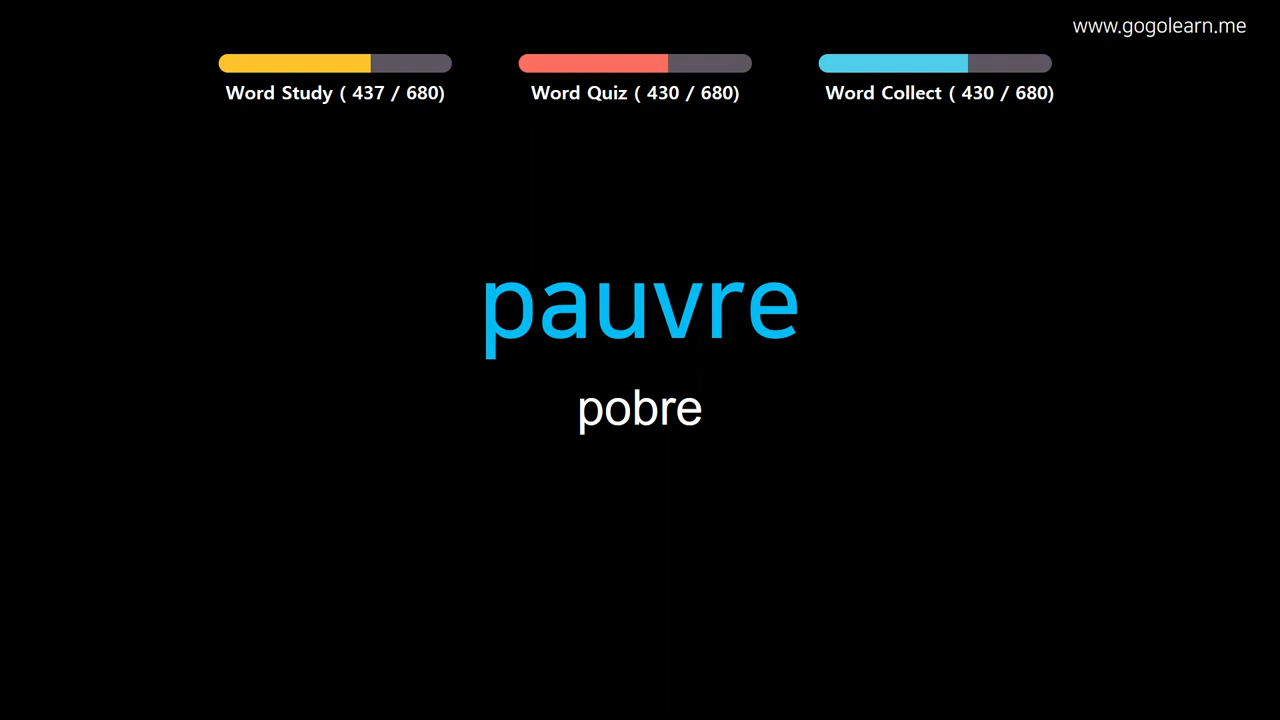 www.gogolearn.me
Word Study ( 437 / 680)
Word Quiz ( 430 / 680)
Word Collect ( 430 / 680)
pauvre
pobre